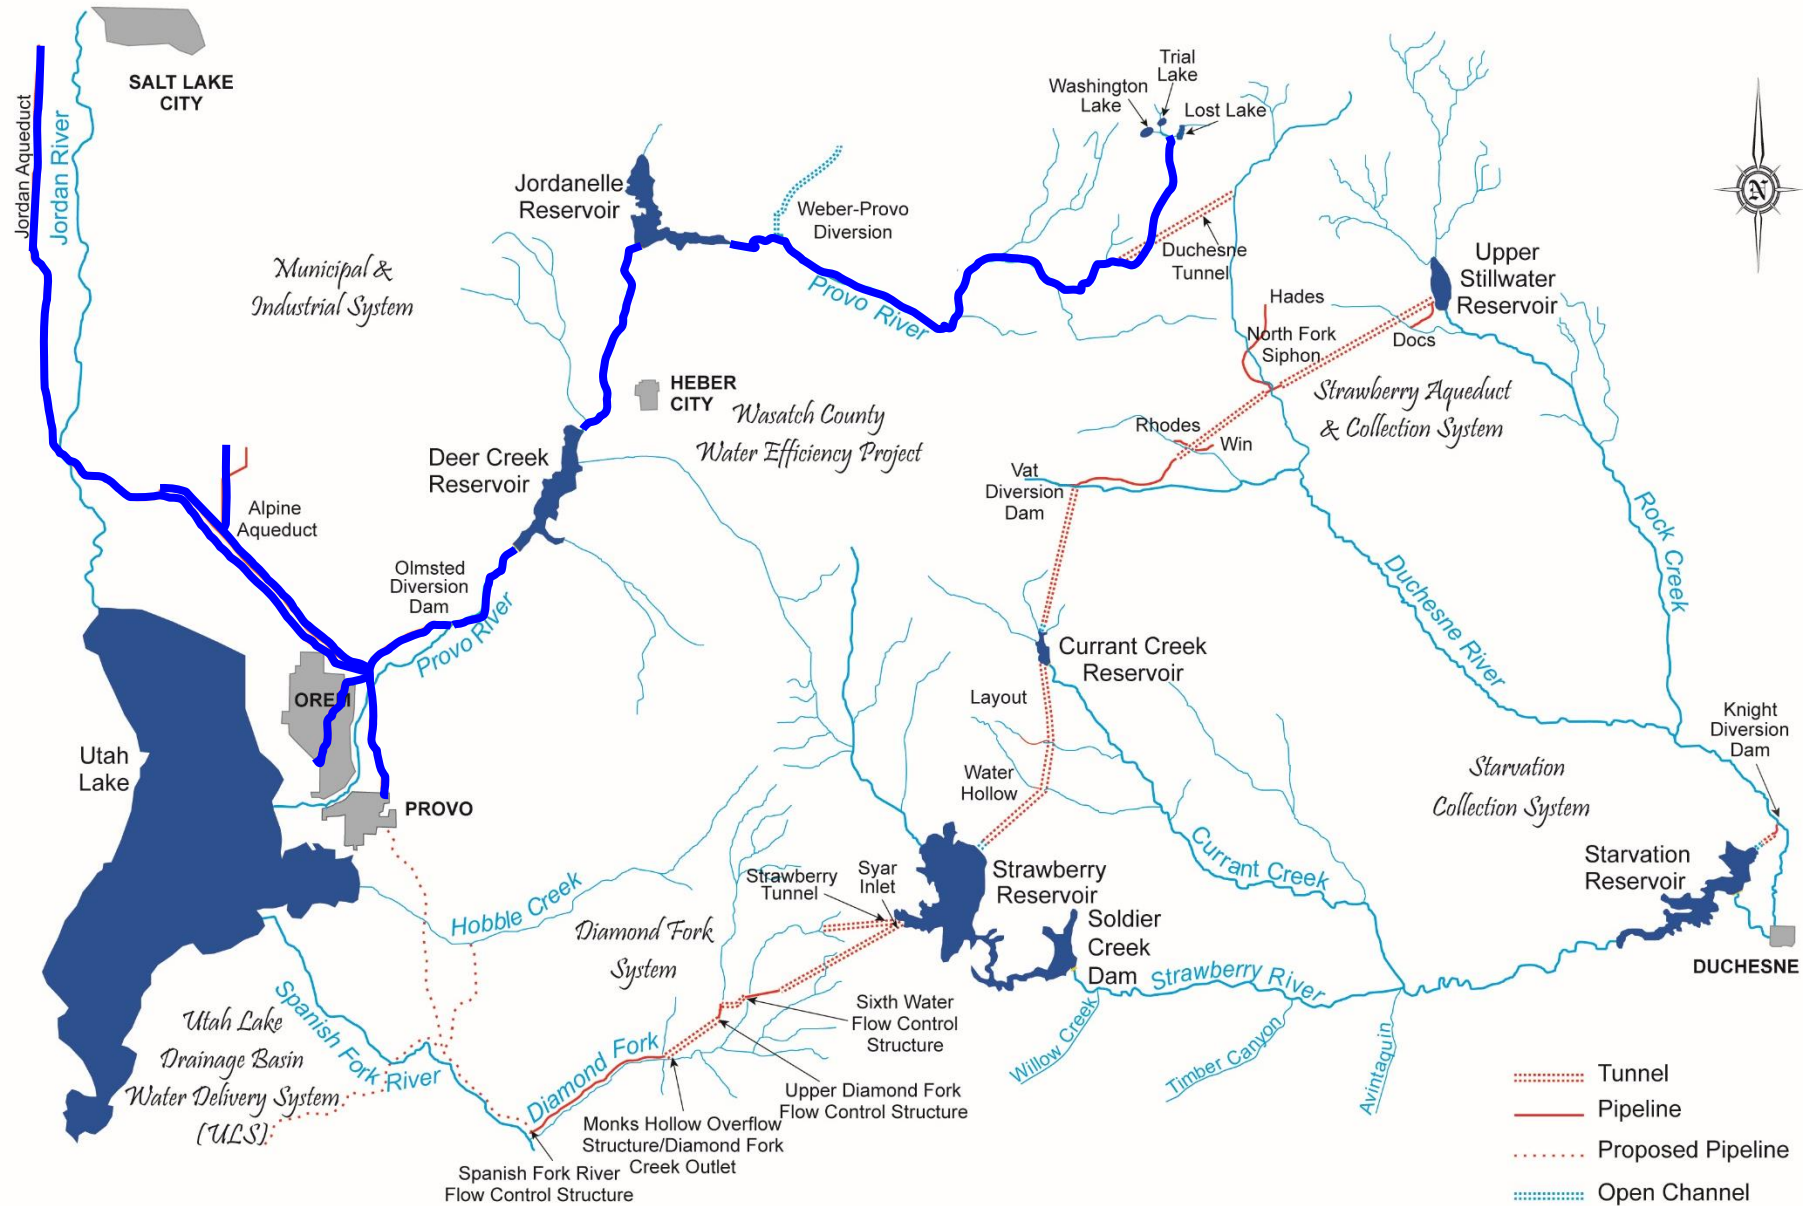 SALT LAKE
CITY
Jordan Aqueduct
Jordan River
Washington
Lake
Trial
Lake
Lost Lake
Jordanelle
Reservoir
Weber-Provo
Diversion
Duchesne
Tunnel
Provo River
Municipal &
Industrial System
N
Upper
Stillwater
Reservoir
Hades
North Fork
Siphon
Docs
HEBER
CITY
Wasatch County
Water Efficiency Project
Strawberry Aqueduct
& Collection System
Rhodes
Win
Deer Creek
Reservoir
Vat
Diversion
Dam
Alpine
Aqueduct
Rock Creek
Olmsted
Diversion
Dam
Provo River
Duchesne River
Currant Creek
Reservoir
Layout
OREM
Utah
Lake
Knight
Diversion
Dam
Water
Hollow
Starvation
Collection System
PROVO
Currant Creek
Starvation
Reservoir
Strawberry
Tunnel
Syar
Inlet
Strawberry
Reservoir
Hobble Creek
Diamond Fork
System
Soldier
Creek
Dam
DUCHESNE
Strawberry River
Spanish Fork River
Utah Lake
Drainage Basin
Water Delivery System
(ULS)
Sixth Water
Flow Control
Structure
Willow Creek
Timber Canyon
Avintaquin
Diamond Fork
Upper Diamond Fork
Flow Control Structure
Monks Hollow Overflow
Structure/Diamond Fork
Creek Outlet
Spanish Fork River
Flow Control Structure
Tunnel
Pipeline
Proposed Pipeline
Open Channel